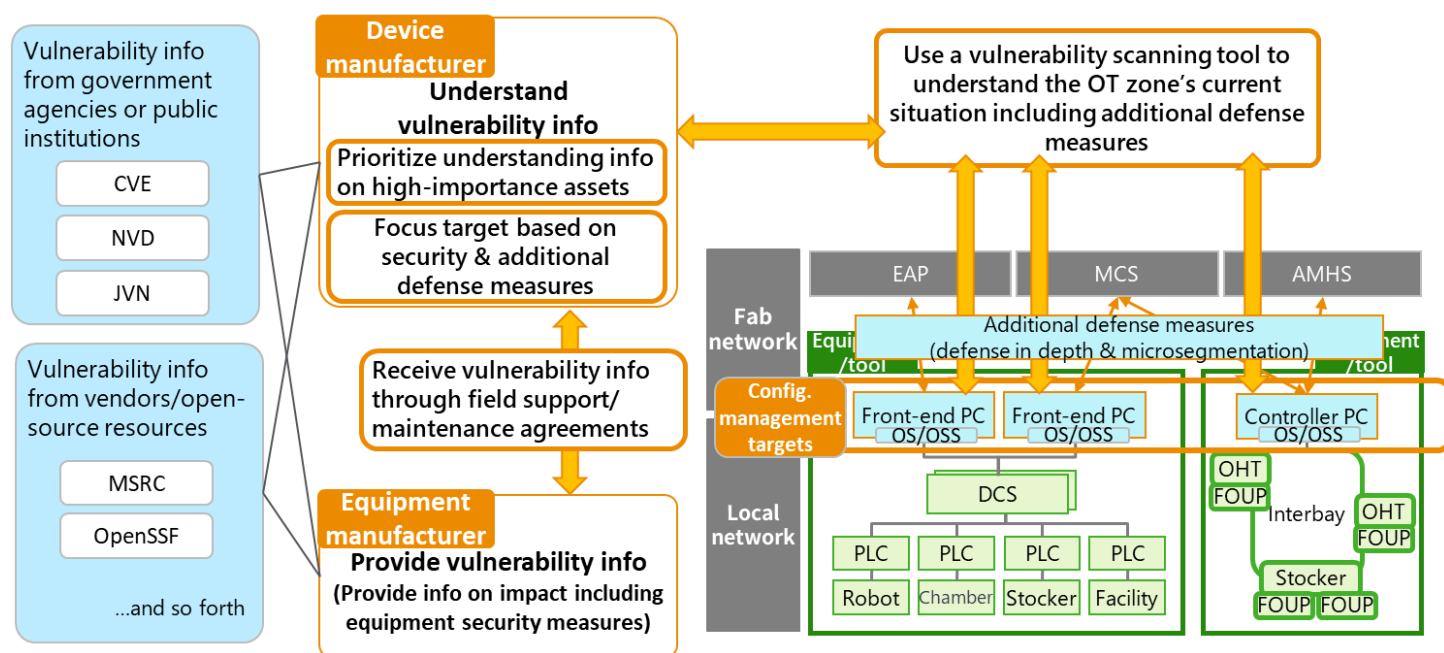 Vulnerability info
from government
agencies or public
institutions
CVE
NVD
JVN
Vulnerability info
from vendors/open-
source resources
MSRC
OpenSSF
...and so forth
Device
manufacturer
Understand
vulnerability info
Prioritize understanding info
on high-importance assets
Focus target based on
security & additional
defense measures
Receive vulnerability info
through field support/
maintenance agreements
Equipment
manufacturer
Provide vulnerability info
(Provide info on impact including
equipment security measures)
Use a vulnerability scanning tool to
understand the OT zone's current
situation including additional defense
measures
Fab
network
EAP
MCS
AMHS
Additional defense measures
(defense in depth & microsegmentation)
/tool
/tool
Config.
management
targets
Front-end PC
OS/OSS
Front-end PC
OS/OSS
Controller PC
OS/OSS
Local
network
DCS
PLC
PLC
PLC
PLC
Robot
Chamber
Stocker
Facility
OHT
FOUP
Interbay
OHT
FOUP
Stocker
FOUP
FOUP